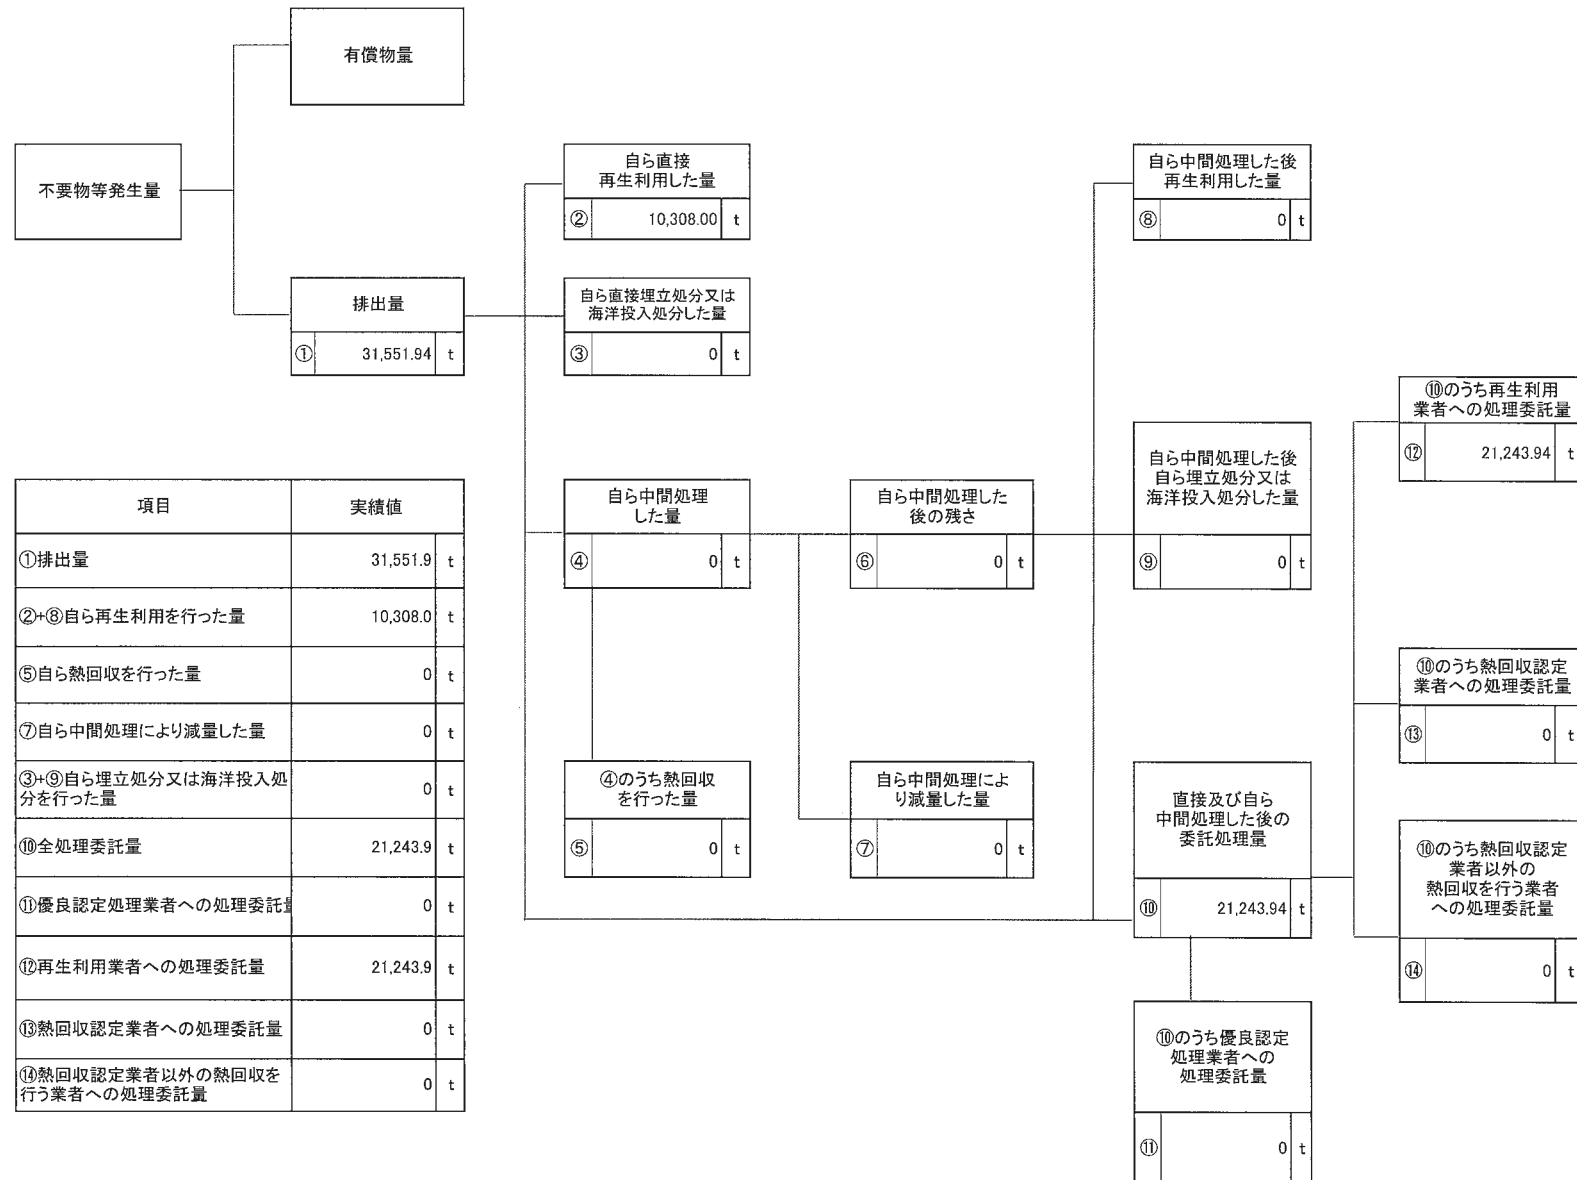 有償物量
不要物等発生量
排出量
① 31,551.94 t
自ら直接
再生利用した量
② 10,308.00 t
自ら直接埋立処分又は
海洋投入処分した量
③ 0 t
自ら中間処理
した量
④ 0 t
④のうち熱回収
を行った量
⑤ 0 t
自ら中間処理した
後の残さ
⑥ 0 t
自ら中間処理によ
り減量した量
⑦ 0 t
自ら中間処理した後
再生利用した量
⑧ 0 t
自ら中間処理した後
自ら埋立処分又は
海洋投入処分した量
⑨ 0 t
直接及び自ら
中間処理した後の
委託処理量
⑩ 21,243.94 t
⑩のうち優良認定
処理業者への
処理委託量
⑪ 0 t
⑩のうち再生利用
業者への処理委託量
⑫ 21,243.94 t
⑩のうち熱回収認定
業者への処理委託量
⑬ 0 t
⑩のうち熱回収認定
業者以外の
熱回収を行う業者
への処理委託量
⑭ 0 t
項目 実績値
①排出量 31,551.9 t
②+⑧自ら再生利用を行った量 10,308.0 t
⑤自ら熱回収を行った量 0 t
⑦自ら中間処理により減量した量 0 t
③+⑨自ら埋立処分又は海洋投入処
分を行った量 0 t
⑩全処理委託量 21,243.9 t
⑪優良認定処理業者への処理委託量 0 t
⑫再生利用業者への処理委託量 21,243.9 t
⑬熱回収認定業者への処理委託量 0 t
⑭熱回収認定業者以外の熱回収を
行う業者への処理委託量 0 t